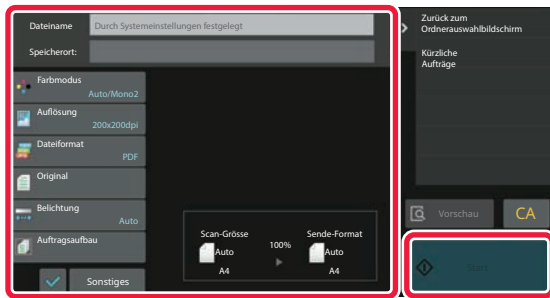 Dateiname
Durch Systemeinstellungen festgelegt
Speicherort:
Farbmodus
Auto/Mono2
Auflösung
200x200dpi
Dateiformat
PDF
Original
Belichtung
Auto
Auftragsaufbau
Sonstiges
Scan-Grösse
Auto
A4
100%
Sende-Format
Auto
A4
Zurück zum
Ordnerauswahlbildschirm
Kürzliche
Aufträge
Vorschau
CA
Start